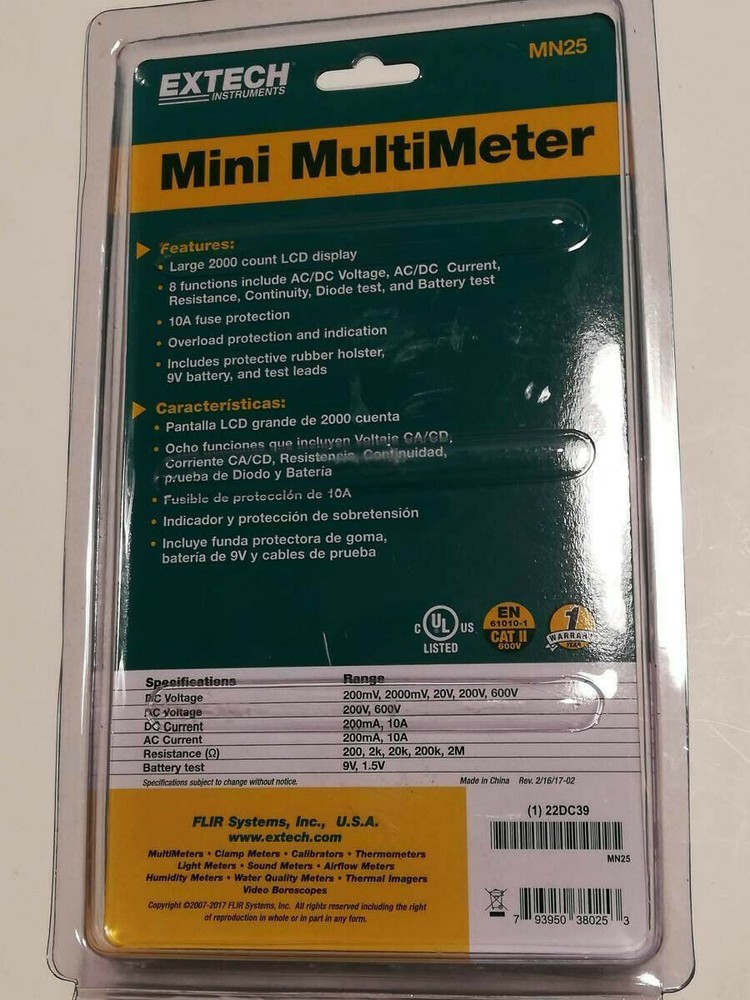 MN25
EXTECH
INSTRUMENTS
Mini MultiMeter
Features:
• Large 2000 count LCD display
• 8 functions include AC/DC Voltage, AC/DC Current,
Resistance, Continuity, Diode test, and Battery test
• 10A fuse protection
• Overload protection and indication
• Includes protective rubber holster,
9V battery, and test leads
Características:
• Pantalla LCD grande de 2000 cuenta
• Ocho funciones que incluyen Voltaje CA/CD,
Corriente CA/CD, Resistencia, Continuidad,
prueba de Diodo y Batería
• Fusible de protección de 10A
• Indicador y protección de sobretensión
• Incluye funda protectora de goma,
batería de 9V y cables de prueba
C UL US
LISTED
EN
61010-1
CAT II
600V
1
WARRANTY
YEAR
Specifications Range
DC Voltage 200mV, 2000mV, 20V, 200V, 600V
AC Voltage 200V, 600V
DC Current 200mA, 10A
AC Current 200mA, 10A
Resistance (Ω) 200, 2k, 20k, 200k, 2M
Battery test 9V, 1.5V
Specifications subject to change without notice. Made in China Rev. 2/16/17-02
FLIR Systems, Inc., U.S.A.
www.extech.com
MultiMeters • Clamp Meters • Calibrators • Thermometers
Light Meters • Sound Meters • Airflow Meters
Humidity Meters • Water Quality Meters • Thermal Imagers
Video Borescopes
Copyright ©2007-2017 FLIR Systems, Inc. All rights reserved including the right
of reproduction in whole or in part in any form.
(1) 22DC39
MN25
7 93950 38025 3